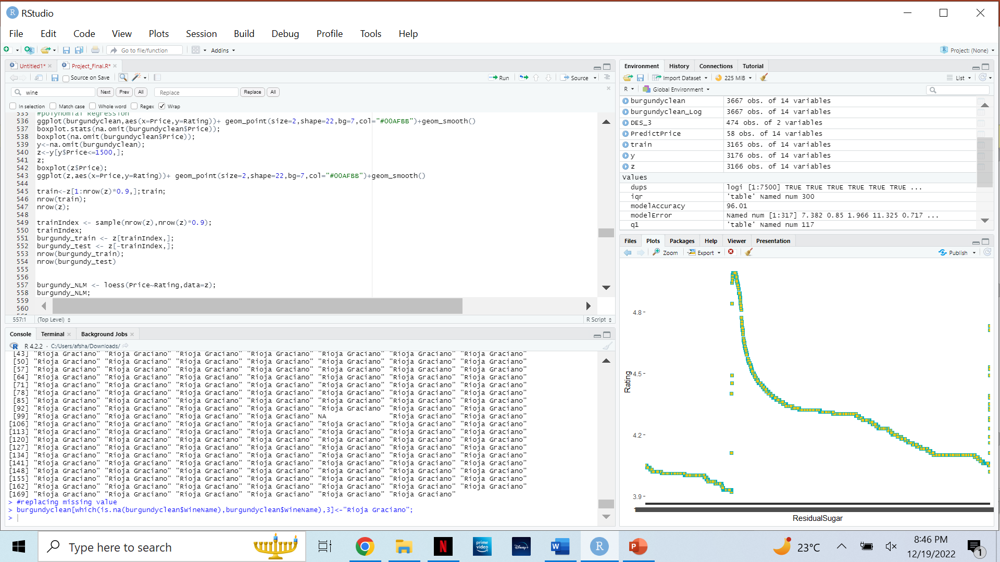 RStudio
File Edit Code View Plots Session Build Debug Profile Tools Help
Go to file/function Addins Project: (None)
Untitled1* Project_Final.R*
Source on Save Run Source
wine Next Prev All Replace Replace All
In selection Match case Whole word Regex Wrap
535 #polynomial Regression
536 ggplot(burgundyclean,aes(x=Price,y=Rating))+ geom_point(size=2,shape=22,bg=7,col="#00AFBB")+geom_smooth()
537 boxplot.stats(na.omit(burgundyclean$Price));
538 boxplot(na.omit(burgundyclean$Price));
539 y<-na.omit(burgundyclean);
540 z<-y[y$Price<=1500,];
541 z;
542 boxplot(z$Price);
543 ggplot(z,aes(x=Price,y=Rating))+ geom_point(size=2,shape=22,bg=7,col="#00AFBB")+geom_smooth()
544
545 train<-z[1:nrow(z)*0.9,];train;
546 nrow(train);
547 nrow(z);
548
549 trainIndex <- sample(nrow(z),nrow(z)*0.9);
550 trainIndex;
551 burgundy_train <- z[trainIndex,];
552 burgundy_test <- z[-trainIndex,];
553 nrow(burgundy_train);
554 nrow(burgundy_test)
555
556
557 burgundy_NLM <- loess(Price~Rating,data=z);
558 burgundy_NLM;
559
560
557:1 (Top Level) R Script
Console Terminal Background Jobs
R 4.2.2 · C:/Users/afsha/Downloads/
[43] "Rioja Graciano" "Rioja Graciano" "Rioja Graciano" "Rioja Graciano" "Rioja Graciano" "Rioja Graciano" "Rioja Graciano"
[50] "Rioja Graciano" "Rioja Graciano" "Rioja Graciano" "Rioja Graciano" "Rioja Graciano" "Rioja Graciano" "Rioja Graciano"
[57] "Rioja Graciano" "Rioja Graciano" "Rioja Graciano" "Rioja Graciano" "Rioja Graciano" "Rioja Graciano" "Rioja Graciano"
[64] "Rioja Graciano" "Rioja Graciano" "Rioja Graciano" "Rioja Graciano" "Rioja Graciano" "Rioja Graciano" "Rioja Graciano"
[71] "Rioja Graciano" "Rioja Graciano" "Rioja Graciano" "Rioja Graciano" "Rioja Graciano" "Rioja Graciano" "Rioja Graciano"
[78] "Rioja Graciano" "Rioja Graciano" "Rioja Graciano" "Rioja Graciano" "Rioja Graciano" "Rioja Graciano" "Rioja Graciano"
[85] "Rioja Graciano" "Rioja Graciano" "Rioja Graciano" "Rioja Graciano" "Rioja Graciano" "Rioja Graciano" "Rioja Graciano"
[92] "Rioja Graciano" "Rioja Graciano" "Rioja Graciano" "Rioja Graciano" "Rioja Graciano" "Rioja Graciano" "Rioja Graciano"
[99] "Rioja Graciano" "Rioja Graciano" "Rioja Graciano" "Rioja Graciano" NA "Rioja Graciano" "Rioja Graciano"
[106] "Rioja Graciano" "Rioja Graciano" "Rioja Graciano" "Rioja Graciano" "Rioja Graciano" "Rioja Graciano" "Rioja Graciano"
[113] "Rioja Graciano" "Rioja Graciano" "Rioja Graciano" "Rioja Graciano" "Rioja Graciano" "Rioja Graciano" "Rioja Graciano"
[120] "Rioja Graciano" "Rioja Graciano" "Rioja Graciano" "Rioja Graciano" "Rioja Graciano" "Rioja Graciano" "Rioja Graciano"
[127] "Rioja Graciano" "Rioja Graciano" "Rioja Graciano" "Rioja Graciano" "Rioja Graciano" "Rioja Graciano" "Rioja Graciano"
[134] "Rioja Graciano" "Rioja Graciano" "Rioja Graciano" "Rioja Graciano" "Rioja Graciano" "Rioja Graciano" "Rioja Graciano"
[141] "Rioja Graciano" "Rioja Graciano" "Rioja Graciano" "Rioja Graciano" "Rioja Graciano" "Rioja Graciano" "Rioja Graciano"
[148] "Rioja Graciano" "Rioja Graciano" "Rioja Graciano" "Rioja Graciano" "Rioja Graciano" "Rioja Graciano" "Rioja Graciano"
[155] "Rioja Graciano" "Rioja Graciano" "Rioja Graciano" "Rioja Graciano" "Rioja Graciano" "Rioja Graciano" "Rioja Graciano"
[162] "Rioja Graciano" "Rioja Graciano" "Rioja Graciano" "Rioja Graciano" "Rioja Graciano" "Rioja Graciano" "Rioja Graciano"
[169] "Rioja Graciano" "Rioja Graciano" "Rioja Graciano" "Rioja Graciano" "Rioja Graciano" "Rioja Graciano"
> #replacing missing value
> burgundyclean[which(is.na(burgundyclean$WineName),burgundyclean$WineName),3]<-"Rioja Graciano";
>
Environment History Connections Tutorial
Import Dataset 225 MiB List
R Global Environment
burgundyclean 3667 obs. of 14 variables
burgundyclean_Log 3667 obs. of 14 variables
DES_3 474 obs. of 2 variables
PredictPrice 58 obs. of 14 variables
train 3165 obs. of 14 variables
y 3176 obs. of 14 variables
z 3166 obs. of 14 variables
Values
dups logi [1:7500] TRUE TRUE TRUE TRUE TRUE TRUE ...
iqr 'table' Named num 300
modelAccuracy 96.01
modelError Named num [1:317] 7.382 0.85 1.966 11.325 0.717 ...
q1 'table' Named num 117
Files Plots Packages Help Viewer Presentation
Zoom Export Publish
4.8
4.5
4.2
3.9
Rating
ResidualSugar
Type here to search
N
prime video
Disney+
W
R
P
23°C
8:46 PM
12/19/2022
1